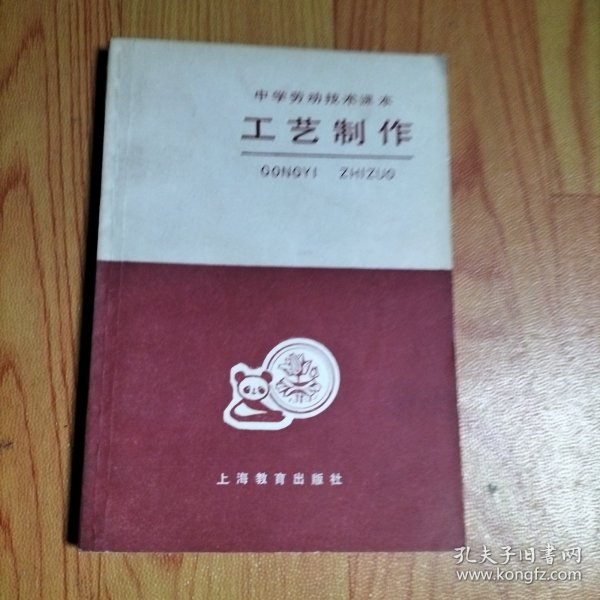 中学劳动技术课本
工艺制作
GONGYI ZHIZUO
上海教育出版社
孔夫子旧书网
www.kongfz.com